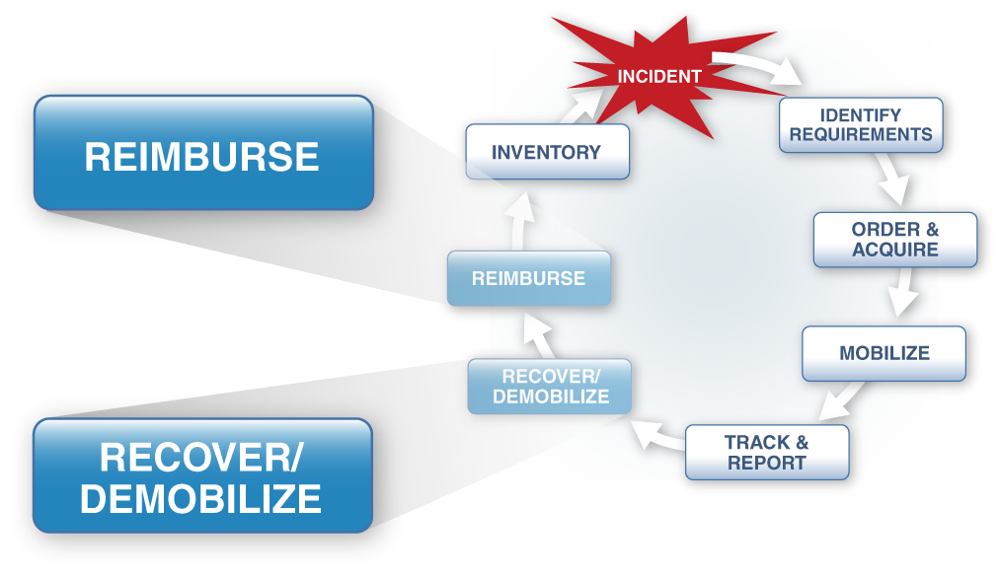 REIMBURSE
RECOVER/
DEMOBILIZE
INCIDENT
IDENTIFY
REQUIREMENTS
ORDER &
ACQUIRE
MOBILIZE
TRACK &
REPORT
RECOVER/
DEMOBILIZE
REIMBURSE
INVENTORY